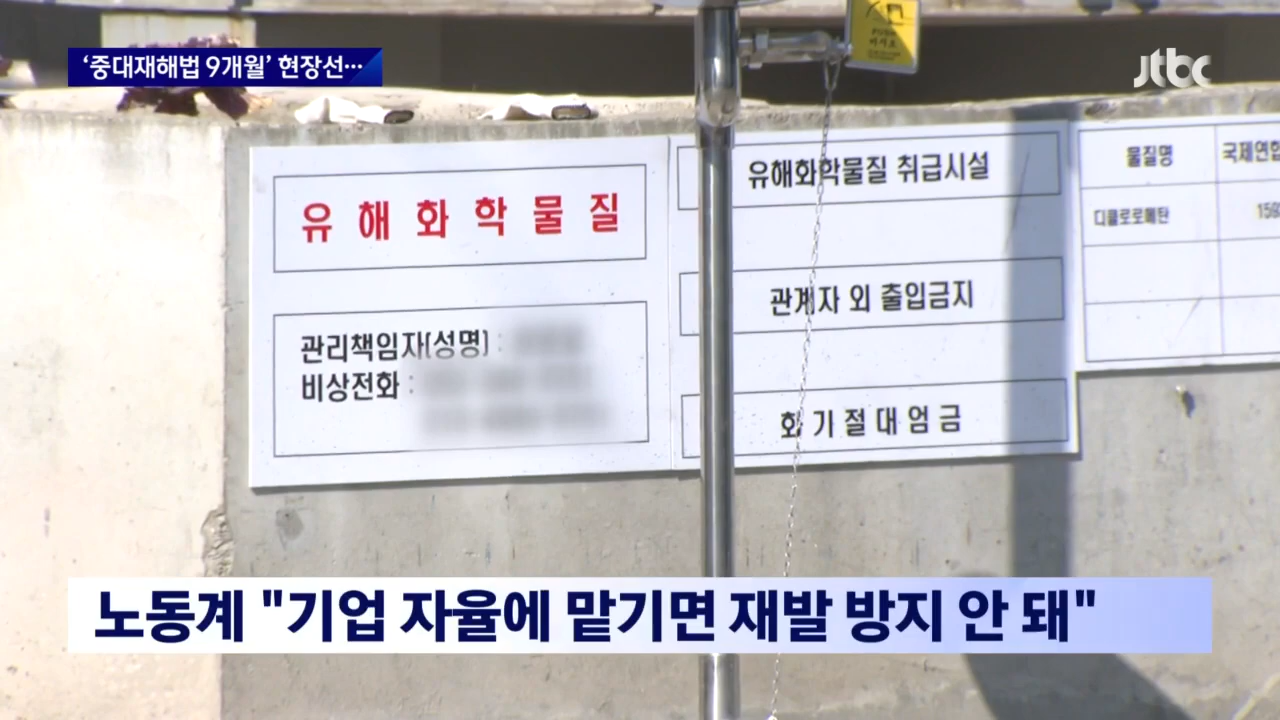 ‘중대재해법 9개월’ 현장선…
jtbc
유해화학물질
관리책임자(성명) :
비상전화 :
유해화학물질 취급시설
관계자 외 출입금지
화기절대엄금
물질명 국제연합
디클로로메탄
노동계 "기업 자율에 맡기면 재발 방지 안 돼"